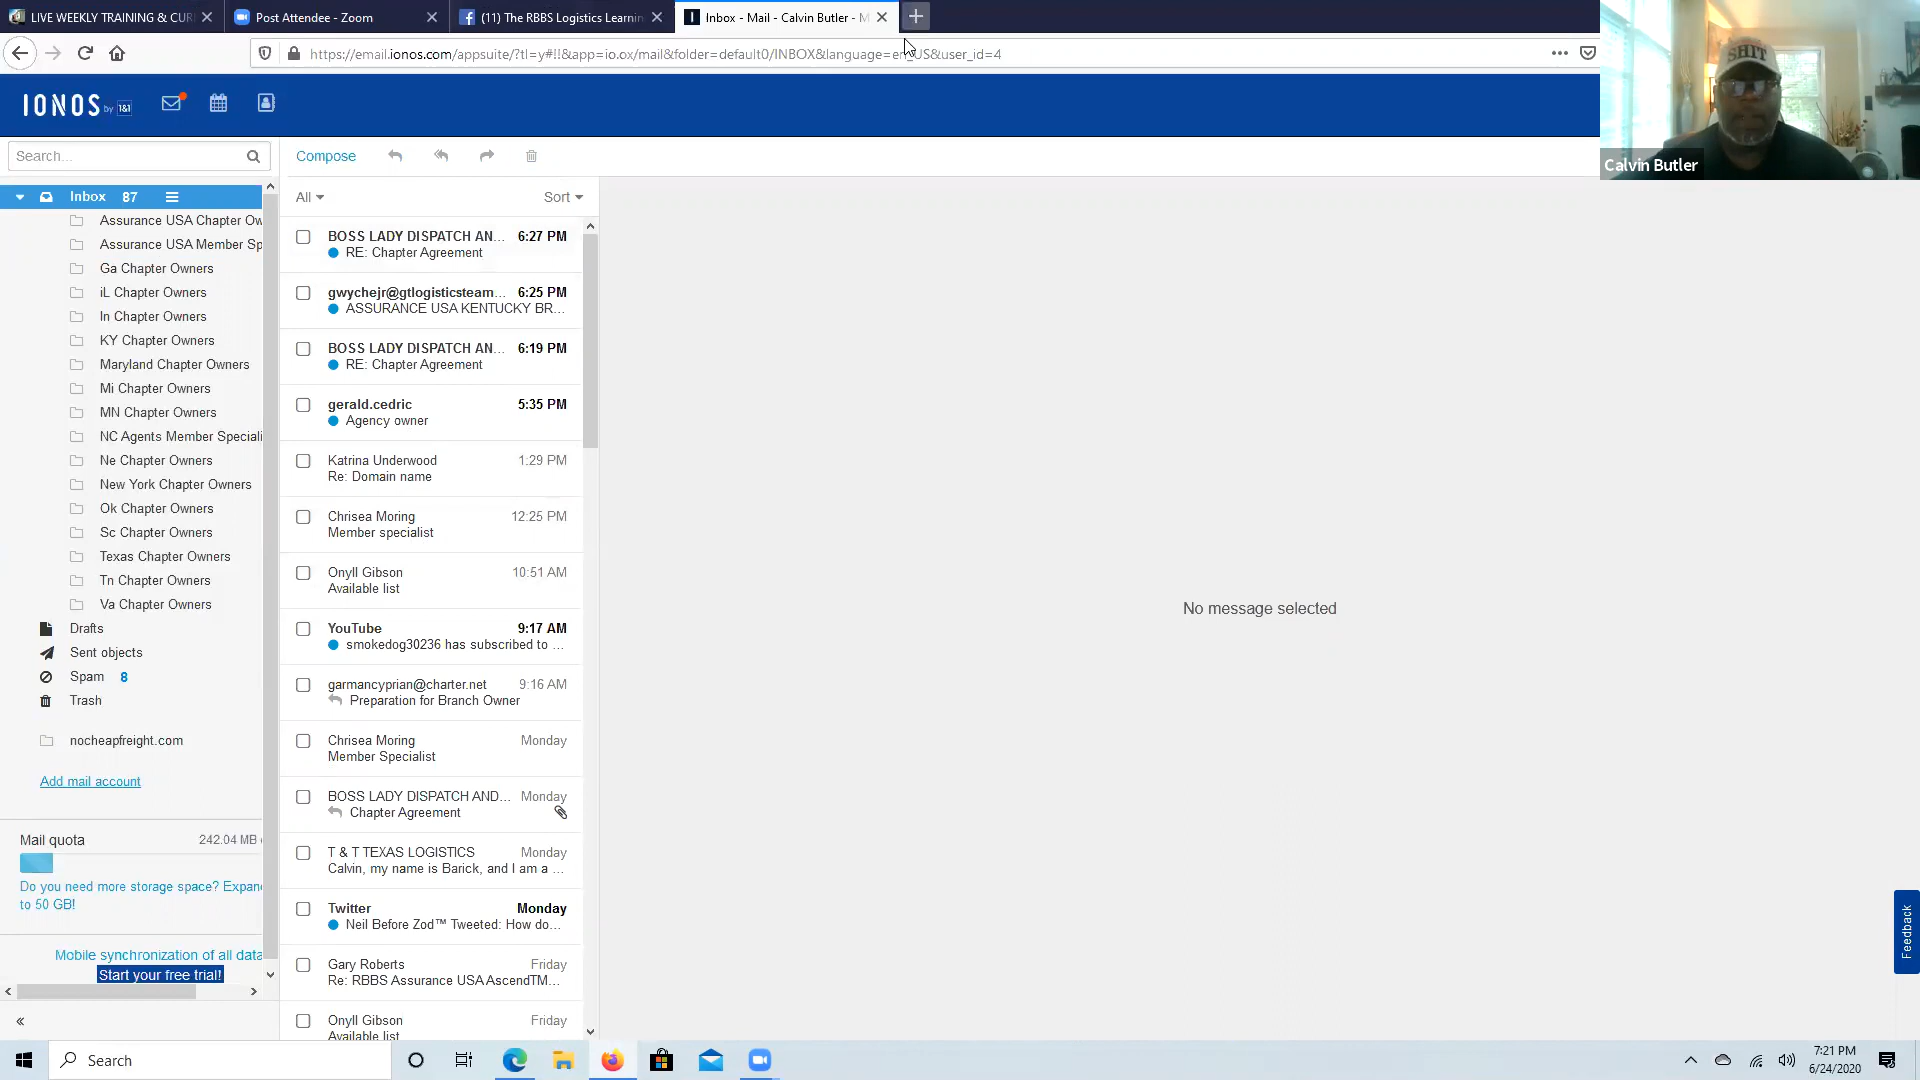 LIVE WEEKLY TRAINING & CUR
Post Attendee - Zoom
(11) The RBBS Logistics Learnin
Inbox - Mail - Calvin Butler - M
https://email.ionos.com/appsuite/?tl=y#!!&app=io.ox/mail&folder=default0/INBOX&language=en_US&user_id=4
SHIT
Calvin Butler
IONOS by 1&1
Search...
Compose
Inbox 87
All
Sort
Assurance USA Chapter Ow
Assurance USA Member Sp
Ga Chapter Owners
iL Chapter Owners
In Chapter Owners
KY Chapter Owners
Maryland Chapter Owners
Mi Chapter Owners
MN Chapter Owners
NC Agents Member Speciali
Ne Chapter Owners
New York Chapter Owners
Ok Chapter Owners
Sc Chapter Owners
Texas Chapter Owners
Tn Chapter Owners
Va Chapter Owners
Drafts
Sent objects
Spam 8
Trash
nocheapfreight.com
Add mail account
Mail quota 242.04 MB
Do you need more storage space? Expan
to 50 GB!
Mobile synchronization of all data
Start your free trial!
BOSS LADY DISPATCH AN... 6:27 PM
RE: Chapter Agreement
gwychejr@gtlogisticsteam... 6:25 PM
ASSURANCE USA KENTUCKY BR...
BOSS LADY DISPATCH AN... 6:19 PM
RE: Chapter Agreement
gerald.cedric 5:35 PM
Agency owner
Katrina Underwood 1:29 PM
Re: Domain name
Chrisea Moring 12:25 PM
Member specialist
Onyll Gibson 10:51 AM
Available list
YouTube 9:17 AM
smokedog30236 has subscribed to ...
garmancyprian@charter.net 9:16 AM
Preparation for Branch Owner
Chrisea Moring Monday
Member Specialist
BOSS LADY DISPATCH AND... Monday
Chapter Agreement
T & T TEXAS LOGISTICS Monday
Calvin, my name is Barick, and I am a ...
Twitter Monday
Neil Before Zod™ Tweeted: How do...
Gary Roberts Friday
Re: RBBS Assurance USA AscendTM...
Onyll Gibson Friday
Available list
No message selected
Feedback
Search
7:21 PM
6/24/2020